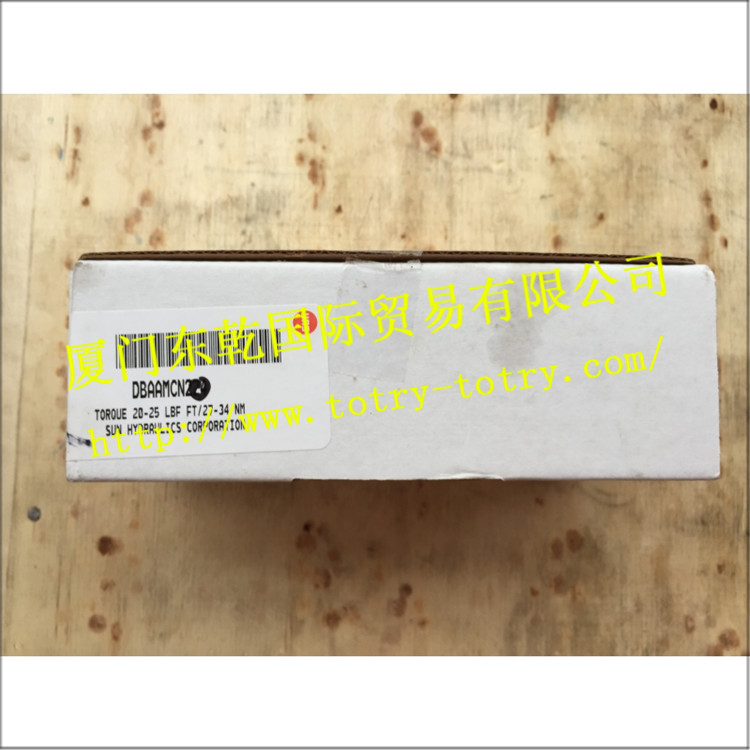 厦门东乾国际贸易有限公司
http://www.totry-totry.com/
TORQUE 20-25 LBF FT/27-34 NM
SUN HYDRAULICS CORPORATION